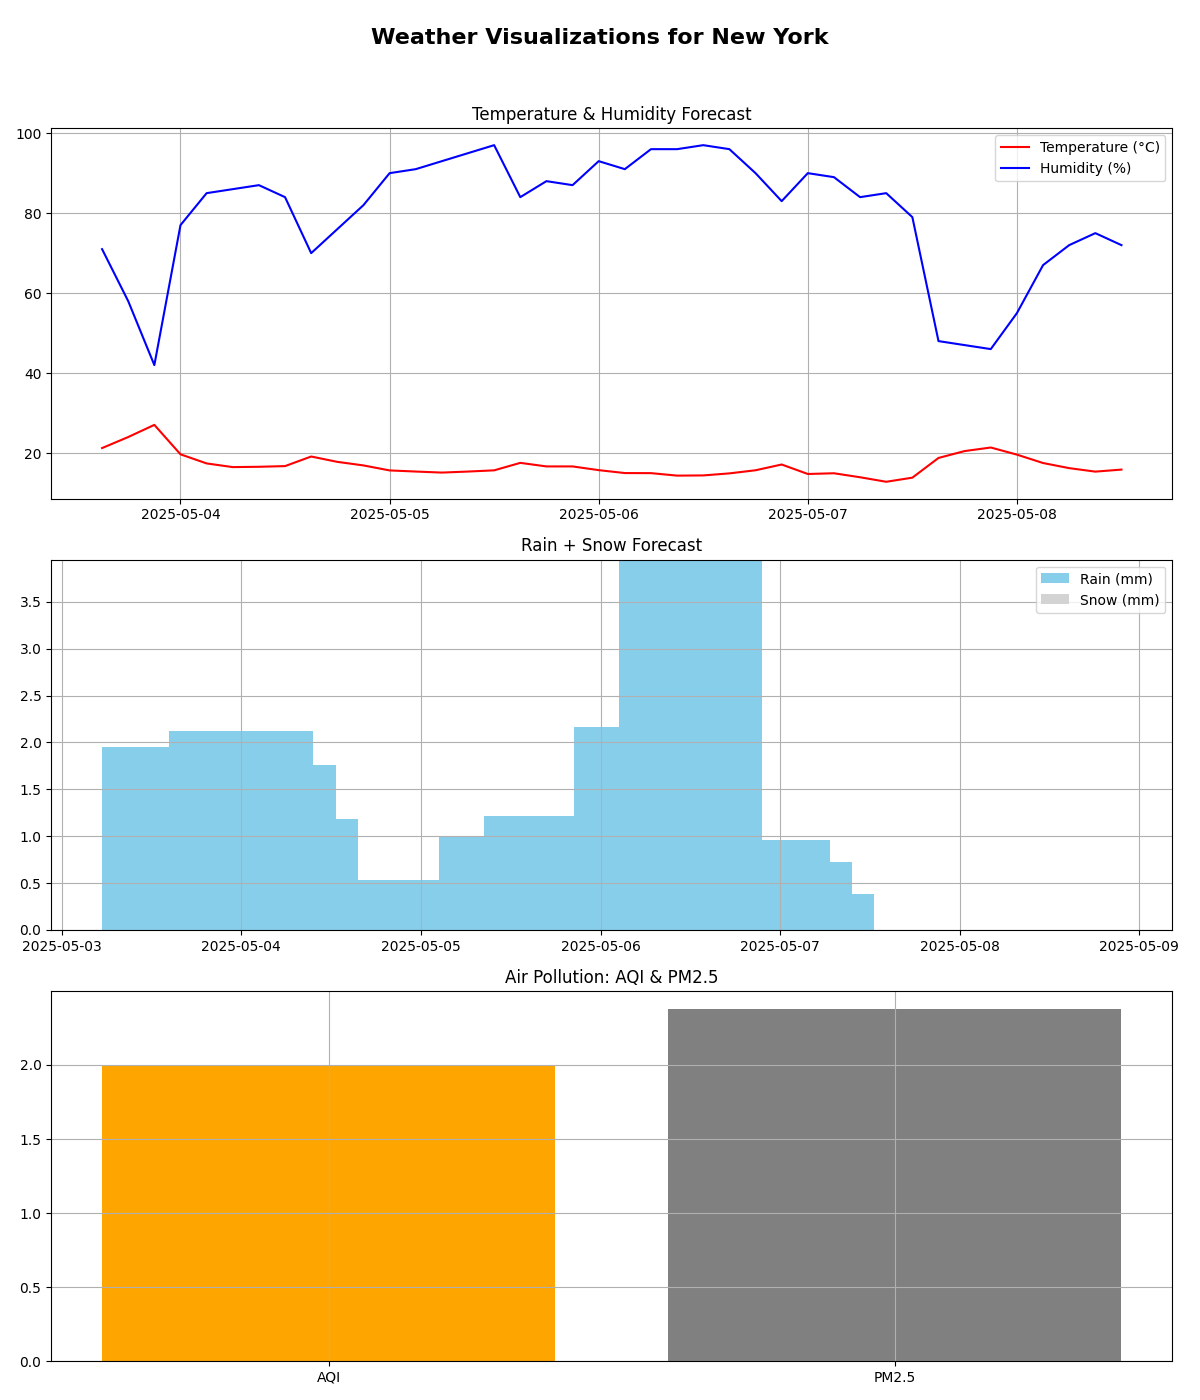 Weather Visualizations for New York
Temperature & Humidity Forecast
100
80
60
40
20
Temperature (°C)
Humidity (%)
2025-05-04 2025-05-05 2025-05-06 2025-05-07 2025-05-08
Rain + Snow Forecast
3.5
3.0
2.5
2.0
1.5
1.0
0.5
0.0
Rain (mm)
Snow (mm)
2025-05-03 2025-05-04 2025-05-05 2025-05-06 2025-05-07 2025-05-08 2025-05-09
Air Pollution: AQI & PM2.5
2.0
1.5
1.0
0.5
0.0
AQI PM2.5